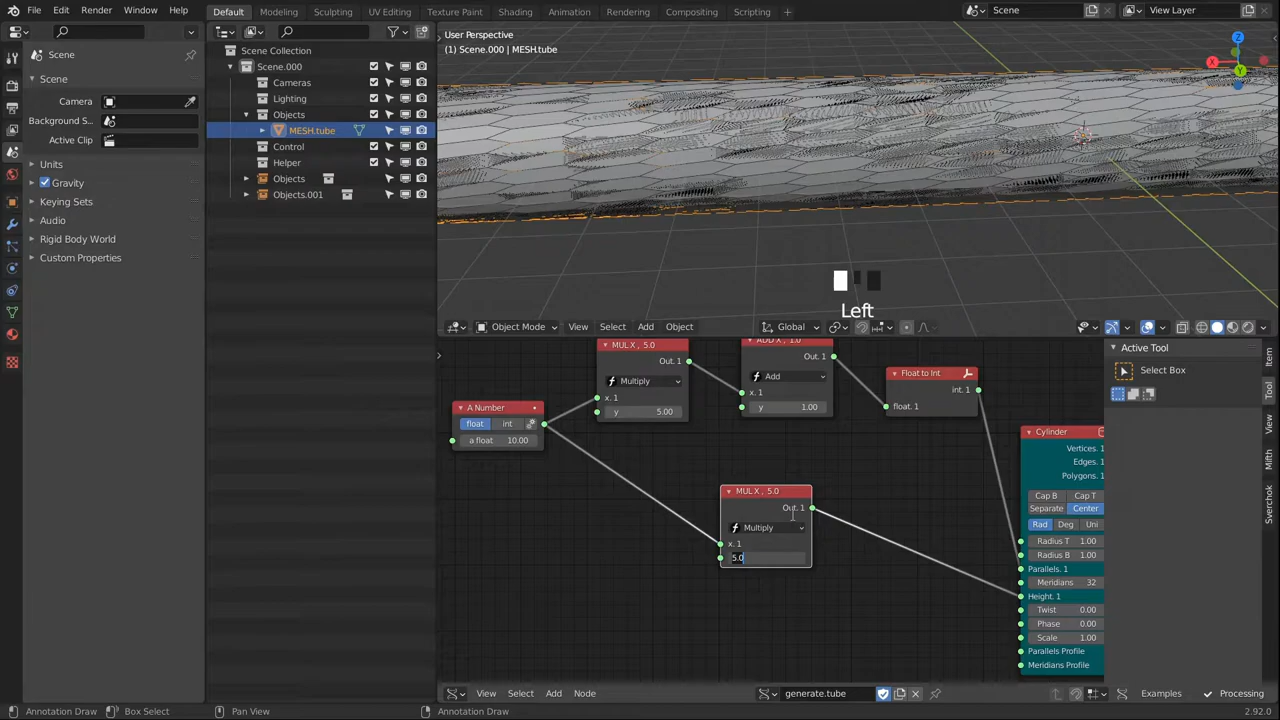 File Edit Render Window Help
Default Modeling Sculpting UV Editing Texture Paint Shading Animation Rendering Compositing Scripting +
Scene
View Layer
Scene
Scene
Camera
Background S...
Active Clip
Units
Gravity
Keying Sets
Audio
Rigid Body World
Custom Properties
Scene Collection
Scene.000
Cameras
Lighting
Objects
MESH.tube
Control
Helper
Objects
Objects.001
User Perspective
(1) Scene.000 | MESH.tube
Z
X
Y
Left
Object Mode View Select Add Object Global
MUL X , 5.0
Out. 1
Multiply
x. 1
y 5.00
ADD X , 1.0
Out. 1
Add
x. 1
y 1.00
Float to Int
int. 1
float. 1
A Number
float int
a float 10.00
MUL X , 5.0
Out. 1
Multiply
x. 1
5.0
Cylinder
Vertices. 1
Edges. 1
Polygons. 1
Cap B Cap T
Separate Center
Rad Deg Uni
Radius T 1.00
Radius B 1.00
Parallels. 1
Meridians 32
Height. 1
Twist 0.00
Phase 0.00
Scale 1.00
Parallels Profile
Meridians Profile
Active Tool
Select Box
Item
Tool
View
Mith
Sverchok
View Select Add Node
generate.tube
Examples Processing
Annotation Draw Box Select Pan View Annotation Draw 2.92.0